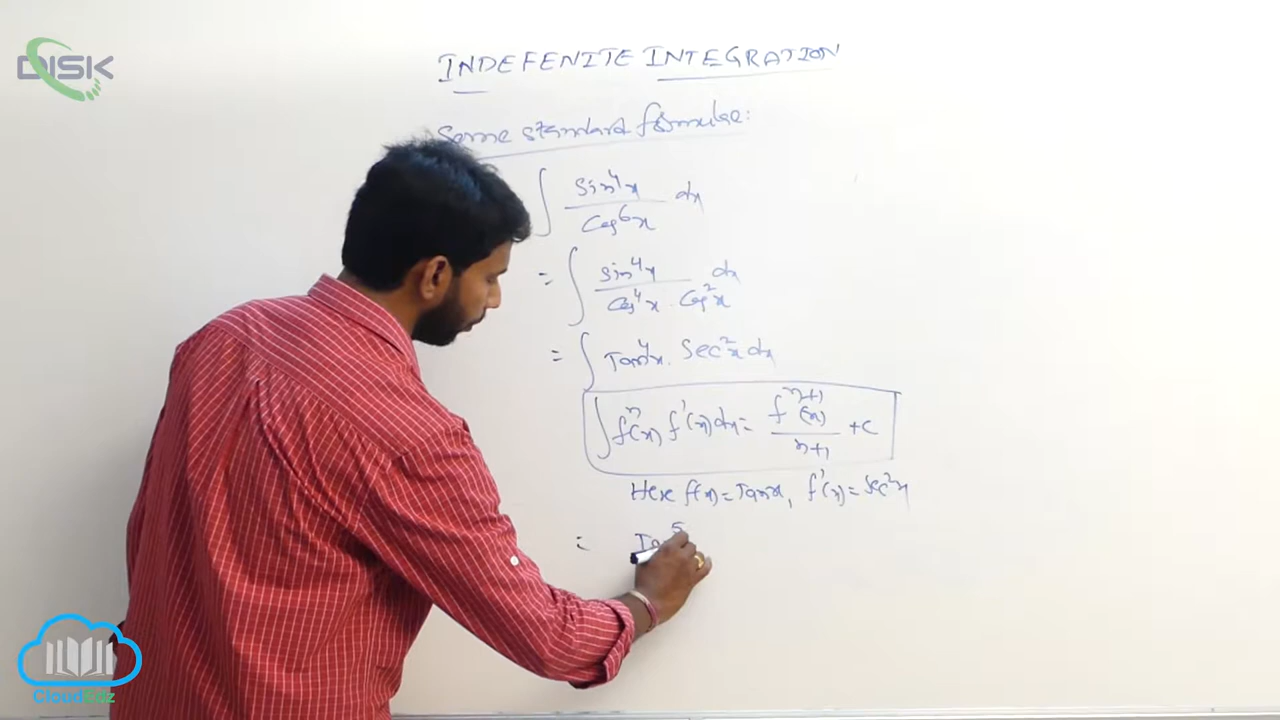 DISK
INDEFENITE INTEGRATION
Some standard formulae:
∫ sin⁴x / cos⁶x dx
= ∫ sin⁴x / cos⁴x . cos²x dx
= ∫ Tan⁴x . Sec²x dx
∫ fⁿ(x) f'(x) dx = fⁿ⁺¹(x) / n+1 + c
Here f(x) = Tanx, f'(x) = Sec²x
= Tan⁵
CloudEdz